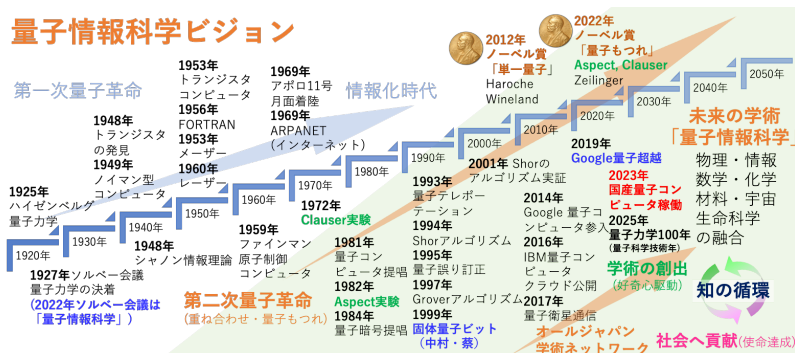 量子情報科学ビジョン
第一次量子革命
情報化時代
1925年
ハイゼンベルグ
量子力学
1927年ソルベー会議
量子力学の決着
(2022年ソルベー会議は
「量子情報科学」)
1948年
トランジスタ
の発見
1949年
ノイマン型
コンピュータ
1948年
シャノン情報理論
1953年
トランジスタ
コンピュータ
1956年
FORTRAN
1953年
メーザー
1960年
レーザー
1959年
ファインマン
原子制御
コンピュータ
1969年
アポロ11号
月面着陸
1969年
ARPANET
(インターネット)
1972年
Clauser実験
第二次量子革命
(重ね合わせ・量子もつれ)
1981年
量子コン
ピュータ提唱
1982年
Aspect実験
1984年
量子暗号提唱
1993年
量子テレポー
テーション
1994年
Shorアルゴリズム
1995年
量子誤り訂正
1997年
Groverアルゴリズム
1999年
固体量子ビット
(中村・蔡)
2001年 Shorの
アルゴリズム実証
2012年
ノーベル賞
「単一量子」
Haroche
Wineland
2022年
ノーベル賞
「量子もつれ」
Aspect, Clauser
Zeilinger
2014年
Google 量子コ
ンピュータ参入
2016年
IBM量子コン
ピュータ
クラウド公開
2017年
量子衛星通信
2019年
Google量子超越
2023年
国産量子コン
ピュータ稼働
2025年
量子力学100年
(量子科学技術年)
学術の創出
(好奇心駆動)
オールジャパン
学術ネットワーク
未来の学術
「量子情報科学」
物理・情報
数学・化学
材料・宇宙
生命科学
の融合
知の循環
社会へ貢献(使命達成)
1920年
1930年
1940年
1950年
1960年
1970年
1980年
1990年
2000年
2010年
2020年
2030年
2040年
2050年